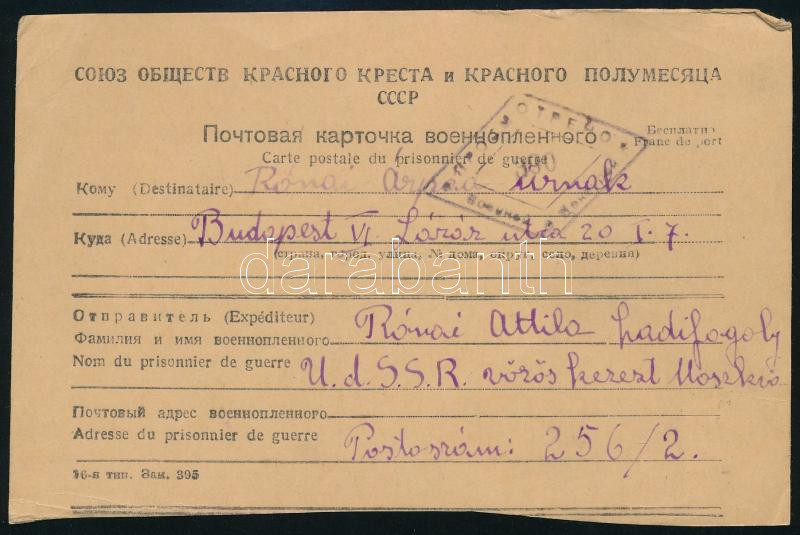 СОЮЗ ОБЩЕСТВ КРАСНОГО КРЕСТА и КРАСНОГО ПОЛУМЕСЯЦА
СССР
Почтовая карточка военнопленного
Бесплатно
Franc de port
Carte postale du prisonnier de guerre
Кому (Destinataire) Rónai Árpád úrnak
Куда (Adresse) Budapest VI. Lázár utca 20 I. 7.
(страна, город, улица, № дома, округ, село, деревня)
darabanth
Отправитель (Expéditeur)
Фамилия и имя военнопленного Rónai Attila hadifogoly
Nom du prisonnier de guerre U.d.S.S.R. vörös kereszt Moszkva
Почтовый адрес военнопленного
Adresse du prisonnier de guerre Postaszám: 256/2.
16-я тип. Зак. 395